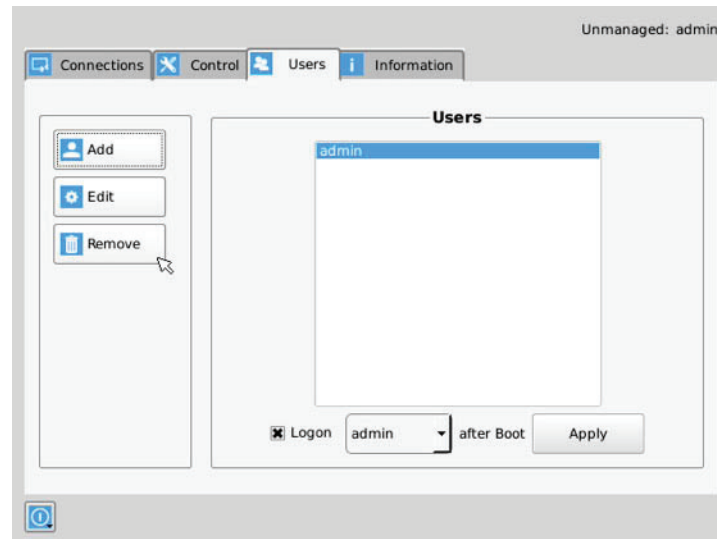 Unmanaged: admin
Connections Control Users Information
Users
Add
Edit
Remove
admin
Logon admin after Boot Apply